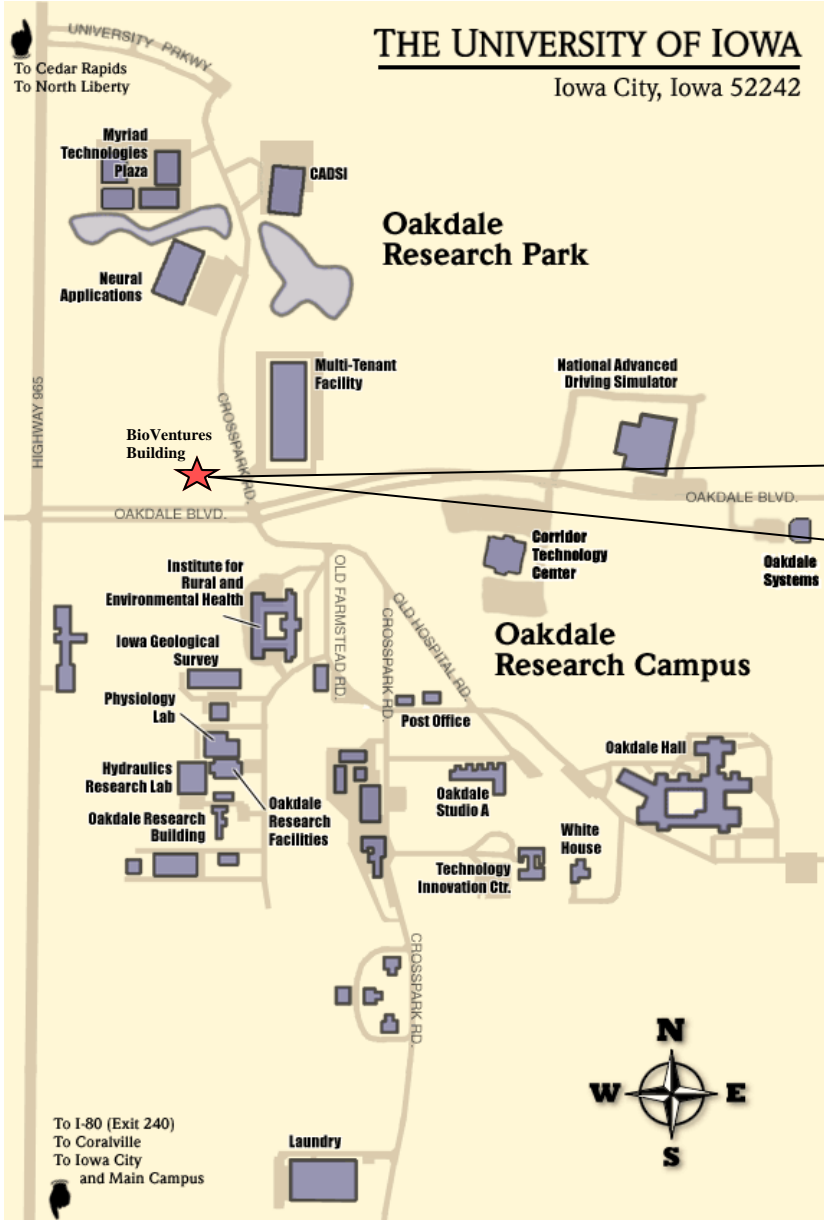 THE UNIVERSITY OF IOWA
Iowa City, Iowa 52242
UNIVERSITY PRKWY
To Cedar Rapids
To North Liberty
Myriad
Technologies
Plaza
CADSI
Oakdale
Research Park
Neural
Applications
HIGHWAY 965
Multi-Tenant
Facility
National Advanced
Driving Simulator
CROSSPARK RD.
BioVentures
Building
OAKDALE BLVD.
OAKDALE BLVD.
Corridor
Technology
Center
Oakdale
Systems
Institute for
Rural and
Environmental Health
OLD FARMSTEAD RD.
CROSSPARK RD.
OLD HOSPITAL RD.
Oakdale
Research Campus
Iowa Geological
Survey
Physiology
Lab
Post Office
Oakdale Hall
Hydraulics
Research Lab
Oakdale
Studio A
Oakdale
Research
Facilities
Oakdale Research
Building
White
House
Technology
Innovation Ctr.
CROSSPARK RD.
N
W
E
S
To I-80 (Exit 240)
To Coralville
To Iowa City
and Main Campus
Laundry